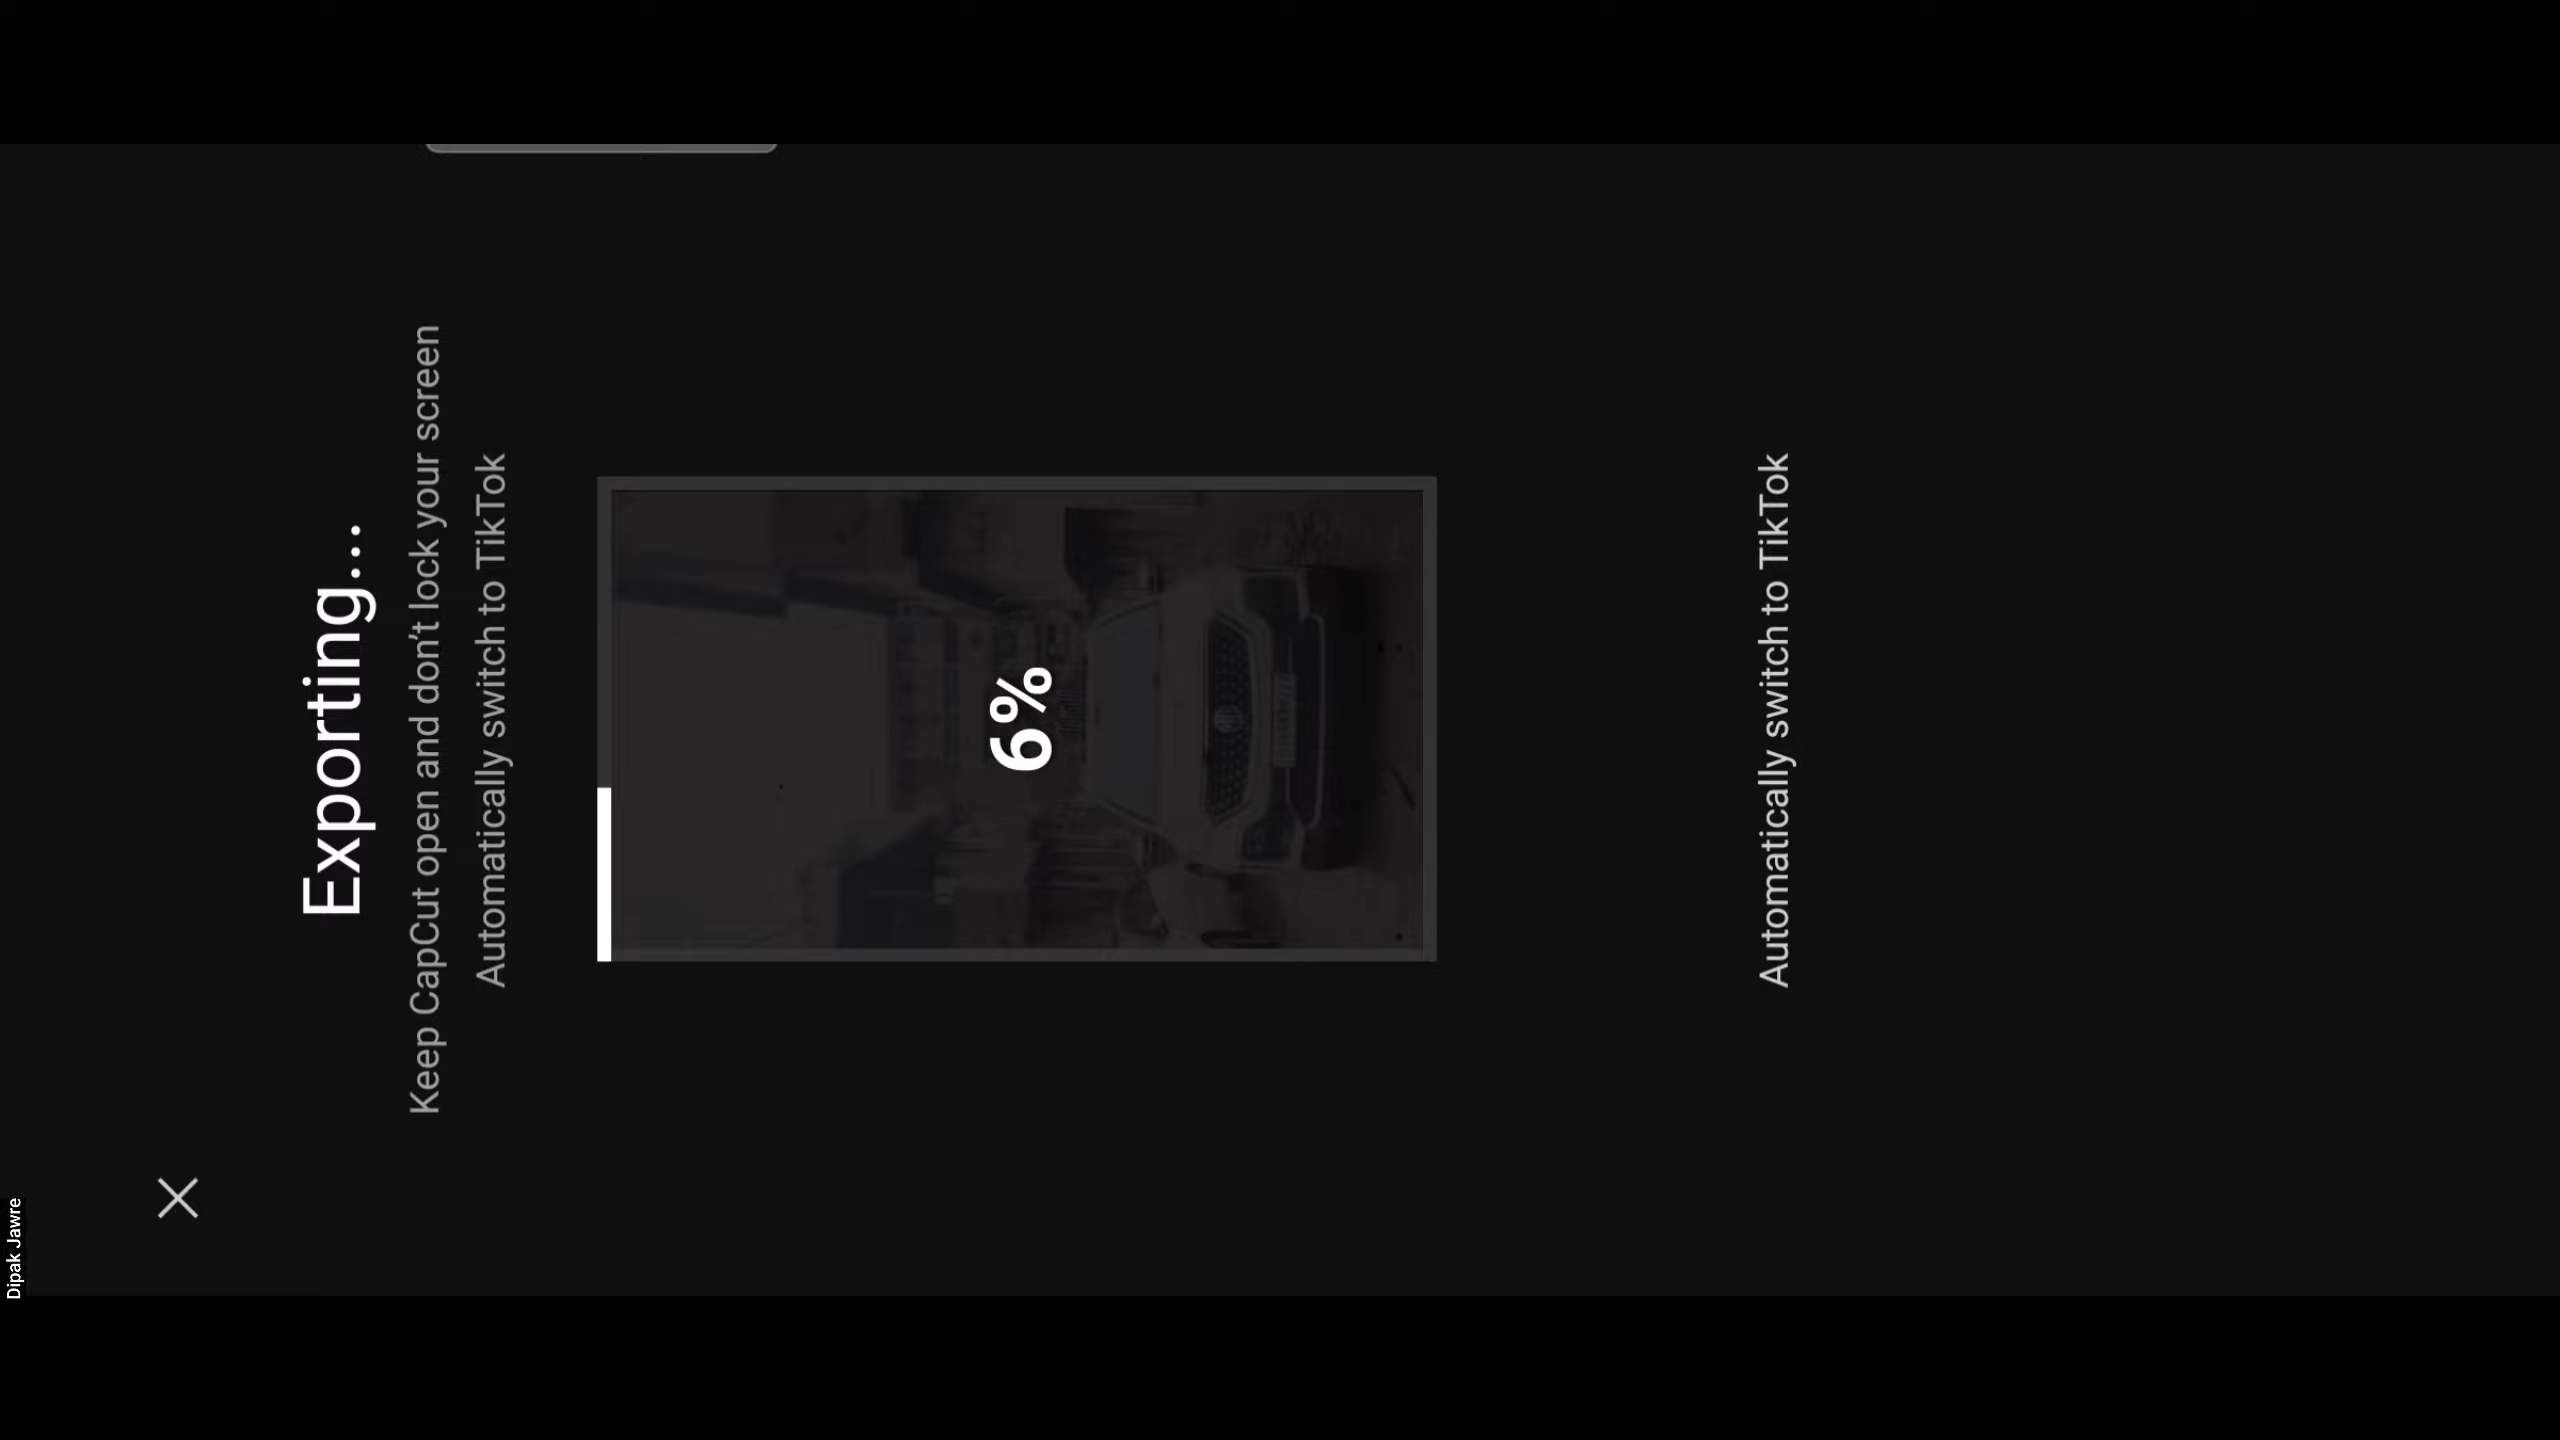 Exporting...
Keep CapCut open and don't lock your screen
Automatically switch to TikTok
6%
Automatically switch to TikTok
Dipak Jawre